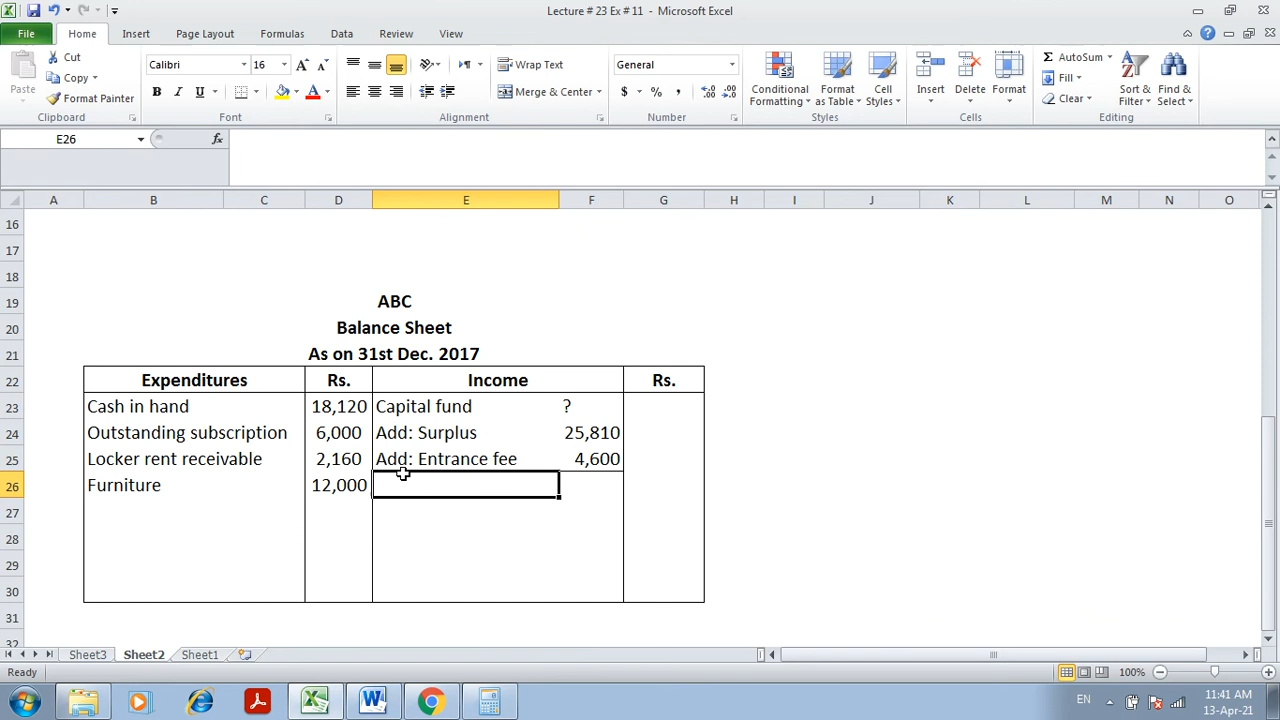 Lecture # 23 Ex # 11 - Microsoft Excel
File Home Insert Page Layout Formulas Data Review View
Paste
Cut
Copy
Format Painter
Clipboard
Calibri 16
B I U A
Font
Wrap Text
Merge & Center
Alignment
General
$ % , .0 .00 .00 .0
Number
Conditional Formatting
Format as Table
Cell Styles
Styles
Insert Delete Format
Cells
Σ AutoSum
Fill
Clear
Sort & Filter
Find & Select
Editing
E26 fx
A B C D E F G H I J K L M N O
16
17
18
19 ABC
20 Balance Sheet
21 As on 31st Dec. 2017
22 Expenditures Rs. Income Rs.
23 Cash in hand 18,120 Capital fund ?
24 Outstanding subscription 6,000 Add: Surplus 25,810
25 Locker rent receivable 2,160 Add: Entrance fee 4,600
26 Furniture 12,000
27
28
29
30
31
32
Sheet3 Sheet2 Sheet1
Ready 100%
EN 11:41 AM
13-Apr-21